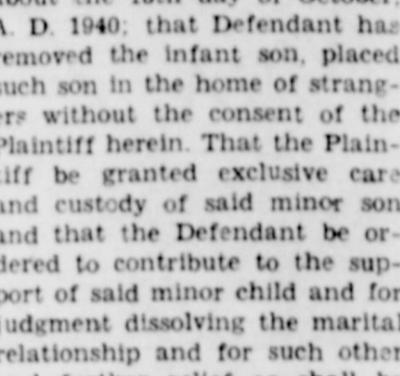 A. D. 1940; that Defendant has
removed the infant son, placed
such son in the home of strang-
ers without the consent of the
Plaintiff herein. That the Plain-
tiff be granted exclusive care
and custody of said minor son
and that the Defendant be or-
dered to contribute to the sup-
port of said minor child and for
judgment dissolving the marital
relationship and for such other